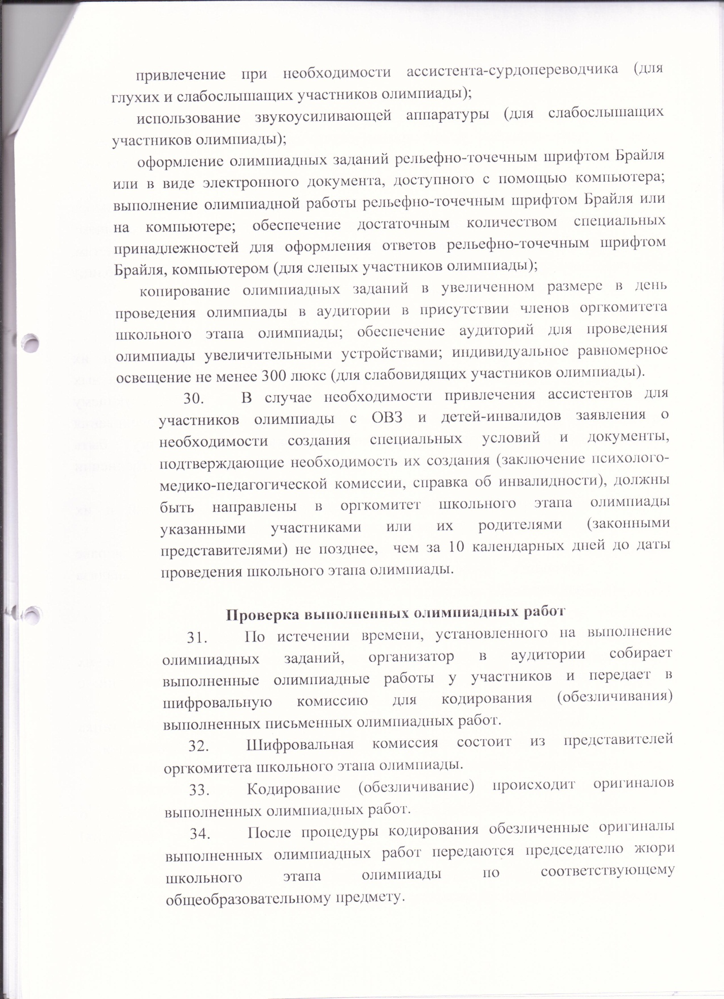 привлечение при необходимости ассистента-сурдопереводчика (для
глухих и слабослышащих участников олимпиады);
использование звукоусиливающей аппаратуры (для слабослышащих
участников олимпиады);
оформление олимпиадных заданий рельефно-точечным шрифтом Брайля
или в виде электронного документа, доступного с помощью компьютера;
выполнение олимпиадной работы рельефно-точечным шрифтом Брайля или
на компьютере; обеспечение достаточным количеством специальных
принадлежностей для оформления ответов рельефно-точечным шрифтом
Брайля, компьютером (для слепых участников олимпиады);
копирование олимпиадных заданий в увеличенном размере в день
проведения олимпиады в аудитории в присутствии членов оргкомитета
школьного этапа олимпиады; обеспечение аудиторий для проведения
олимпиады увеличительными устройствами; индивидуальное равномерное
освещение не менее 300 люкс (для слабовидящих участников олимпиады).
30. В случае необходимости привлечения ассистентов для
участников олимпиады с ОВЗ и детей-инвалидов заявления о
необходимости создания специальных условий и документы,
подтверждающие необходимость их создания (заключение психолого-
медико-педагогической комиссии, справка об инвалидности), должны
быть направлены в оргкомитет школьного этапа олимпиады
указанными участниками или их родителями (законными
представителями) не позднее, чем за 10 календарных дней до даты
проведения школьного этапа олимпиады.
Проверка выполненных олимпиадных работ
31. По истечении времени, установленного на выполнение
олимпиадных заданий, организатор в аудитории собирает
выполненные олимпиадные работы у участников и передает в
шифровальную комиссию для кодирования (обезличивания)
выполненных письменных олимпиадных работ.
32. Шифровальная комиссия состоит из представителей
оргкомитета школьного этапа олимпиады.
33. Кодирование (обезличивание) происходит оригиналов
выполненных олимпиадных работ.
34. После процедуры кодирования обезличенные оригиналы
выполненных олимпиадных работ передаются председателю жюри
школьного этапа олимпиады по соответствующему
общеобразовательному предмету.